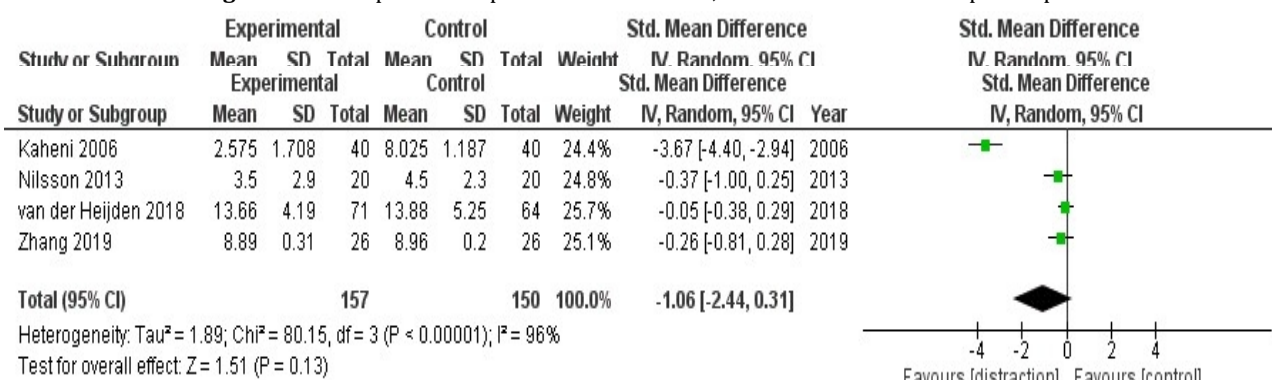 Experimental Control Std. Mean Difference Std. Mean Difference
Study or Subgroup Mean SD Total Mean SD Total Weight IV, Random, 95% CI IV, Random, 95% CI
Experimental Control Std. Mean Difference Std. Mean Difference
Study or Subgroup Mean SD Total Mean SD Total Weight IV, Random, 95% CI Year IV, Random, 95% CI
Kaheni 2006 2.575 1.708 40 8.025 1.187 40 24.4% -3.67 [-4.40, -2.94] 2006
Nilsson 2013 3.5 2.9 20 4.5 2.3 20 24.8% -0.37 [-1.00, 0.25] 2013
van der Heijden 2018 13.66 4.19 71 13.88 5.25 64 25.7% -0.05 [-0.38, 0.29] 2018
Zhang 2019 8.89 0.31 26 8.96 0.2 26 25.1% -0.26 [-0.81, 0.28] 2019
Total (95% CI) 157 150 100.0% -1.06 [-2.44, 0.31]
Heterogeneity: Tau² = 1.89; Chi² = 80.15, df = 3 (P < 0.00001); I² = 96%
Test for overall effect: Z = 1.51 (P = 0.13)
-4 -2 0 2 4
Favours [distraction] Favours [control]